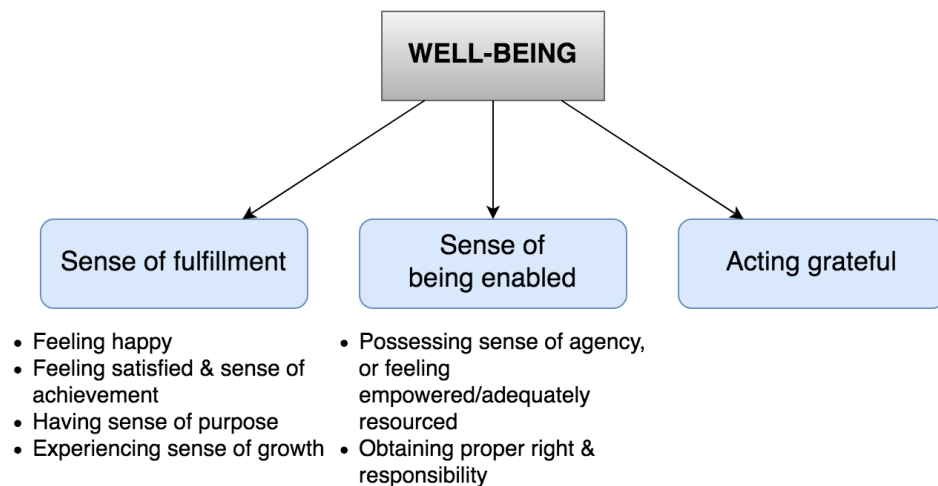 WELL-BEING
Sense of fulfillment
Sense of
being enabled
Acting grateful
• Feeling happy
• Feeling satisfied & sense of
achievement
• Having sense of purpose
• Experiencing sense of growth
• Possessing sense of agency,
or feeling
empowered/adequately
resourced
• Obtaining proper right &
responsibility